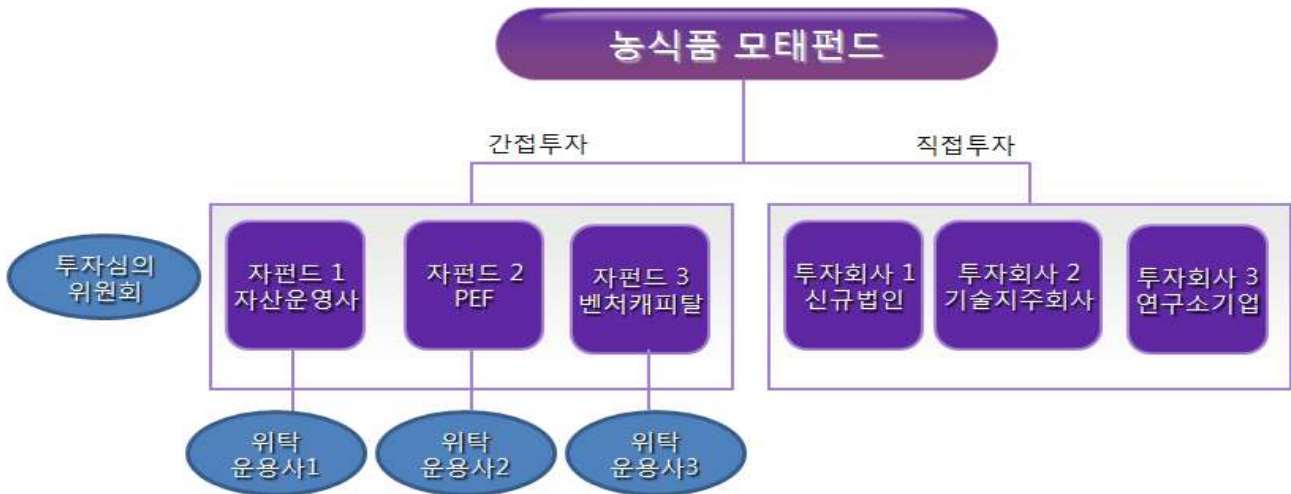 농식품 모태펀드
간접투자
직접투자
투자심의
위원회
자펀드 1
자산운영사
자펀드 2
PEF
자펀드 3
벤처캐피탈
투자회사 1
신규법인
투자회사 2
기술지주회사
투자회사 3
연구소기업
위탁
운용사1
위탁
운용사2
위탁
운용사3